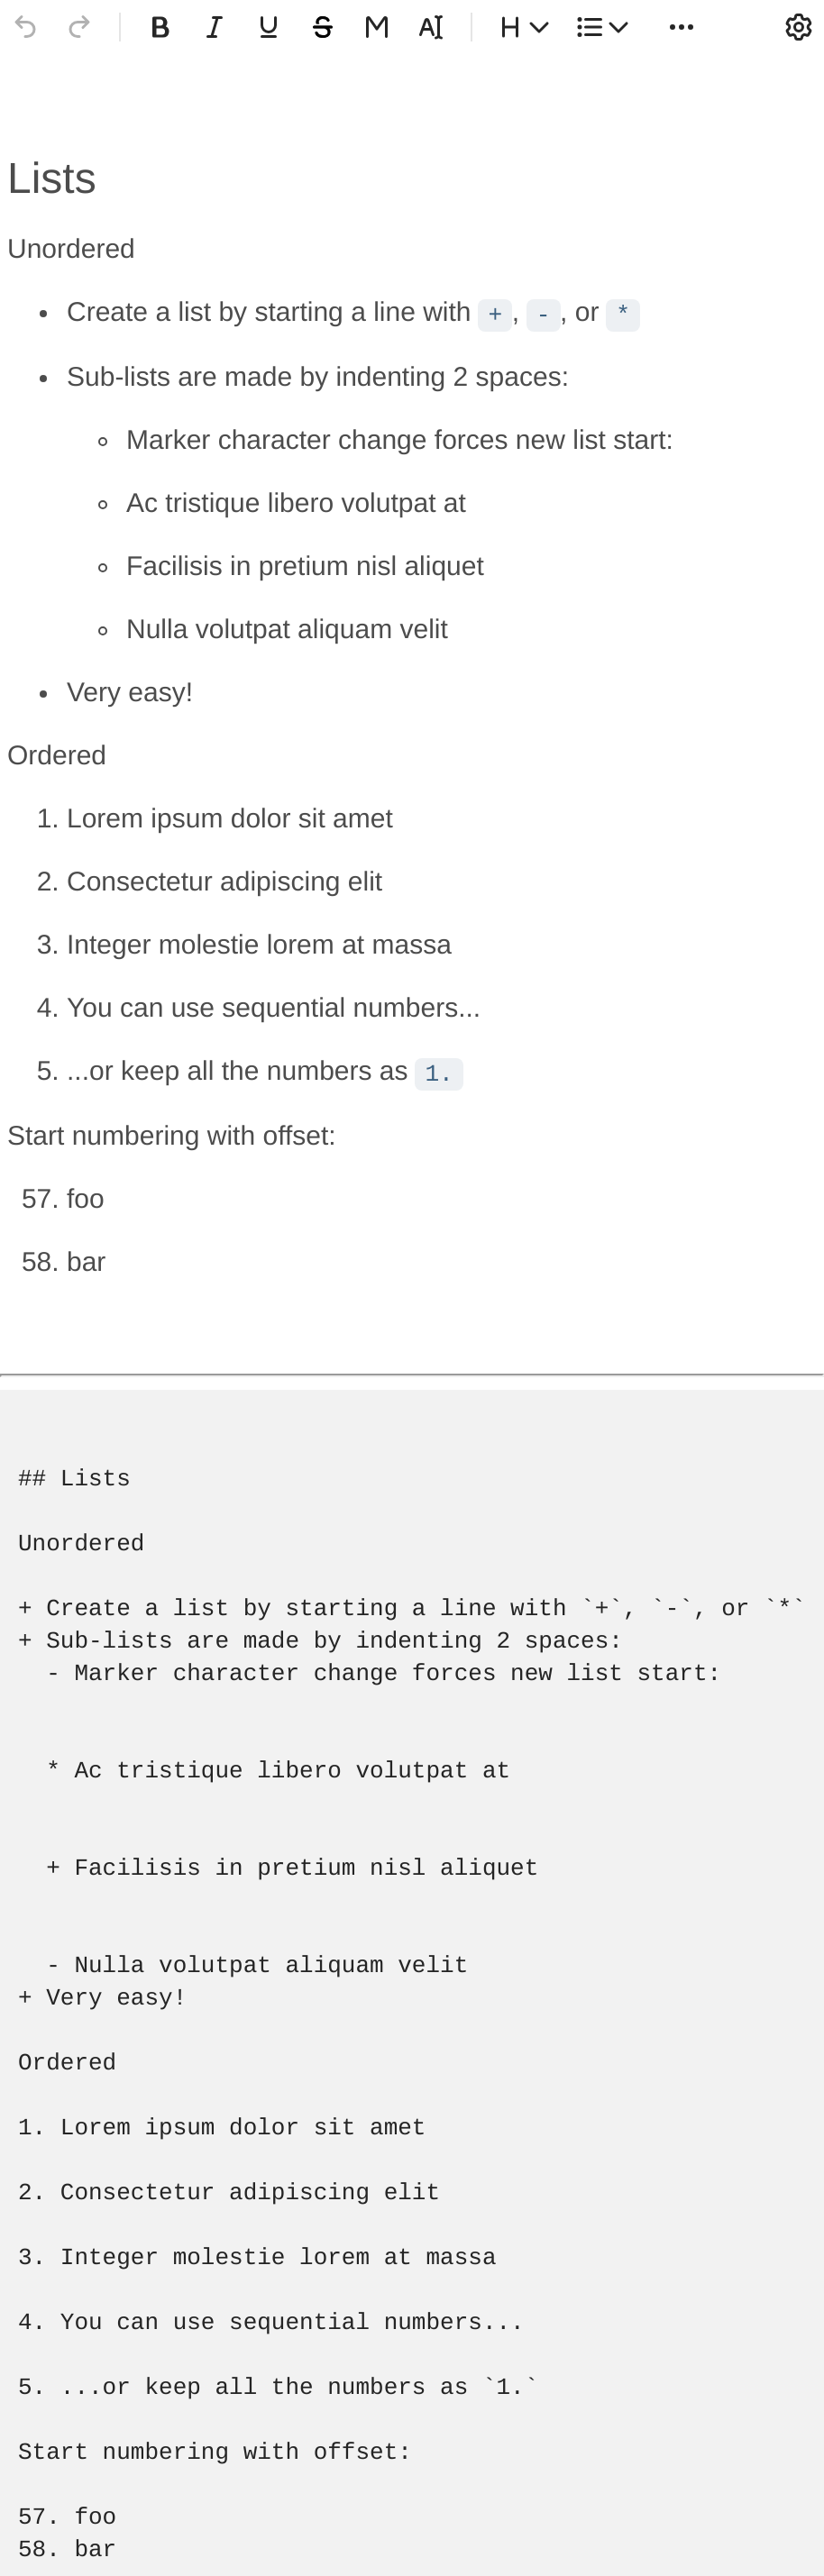 B I U S M AI H
Lists
Unordered
• Create a list by starting a line with +, -, or *
• Sub-lists are made by indenting 2 spaces:
◦ Marker character change forces new list start:
◦ Ac tristique libero volutpat at
◦ Facilisis in pretium nisl aliquet
◦ Nulla volutpat aliquam velit
• Very easy!
Ordered
1. Lorem ipsum dolor sit amet
2. Consectetur adipiscing elit
3. Integer molestie lorem at massa
4. You can use sequential numbers...
5. ...or keep all the numbers as 1.
Start numbering with offset:
57. foo
58. bar
## Lists
Unordered
+ Create a list by starting a line with `+`, `-`, or `*`
+ Sub-lists are made by indenting 2 spaces:
  - Marker character change forces new list start:
  * Ac tristique libero volutpat at
  + Facilisis in pretium nisl aliquet
  - Nulla volutpat aliquam velit
+ Very easy!
Ordered
1. Lorem ipsum dolor sit amet
2. Consectetur adipiscing elit
3. Integer molestie lorem at massa
4. You can use sequential numbers...
5. ...or keep all the numbers as `1.`
Start numbering with offset:
57. foo
58. bar